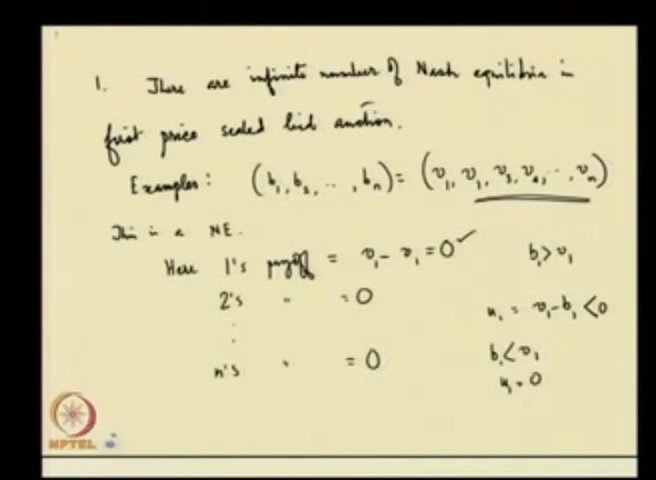 1. There are infinite number of Nash equilibria in
first price sealed bid auction.
Examples: (b₁, b₂, .., bₙ) = (v₁, v₁, v₃, v₄, .., vₙ)
This is a NE.
Here 1's payoff = v₁ - v₁ = 0 ✓ b₁ > v₁
2's " = 0
u₁ = v₁ - b₁ < 0
⋮
b₁ < v₁
n's " = 0
u₁ = 0
NPTEL